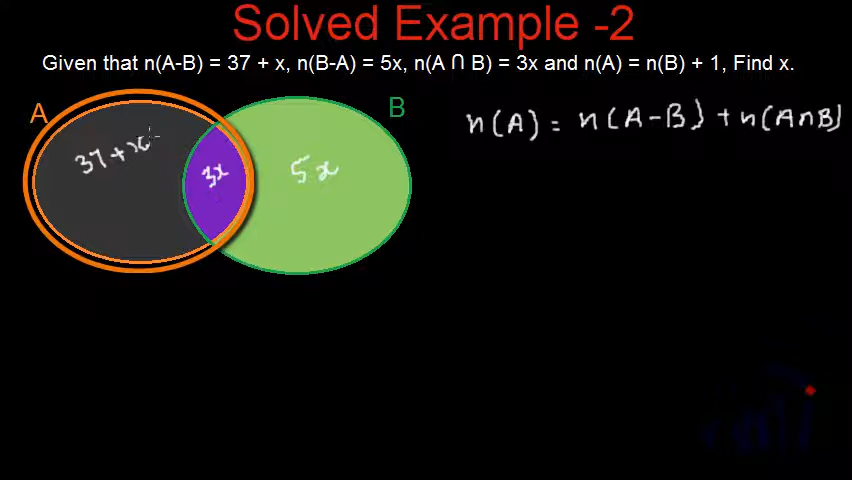 Solved Example -2
Given that n(A-B) = 37 + x, n(B-A) = 5x, n(A ∩ B) = 3x and n(A) = n(B) + 1, Find x.
A
B
n(A) = n(A-B) + n(A∩B)
37+x
3x
5x